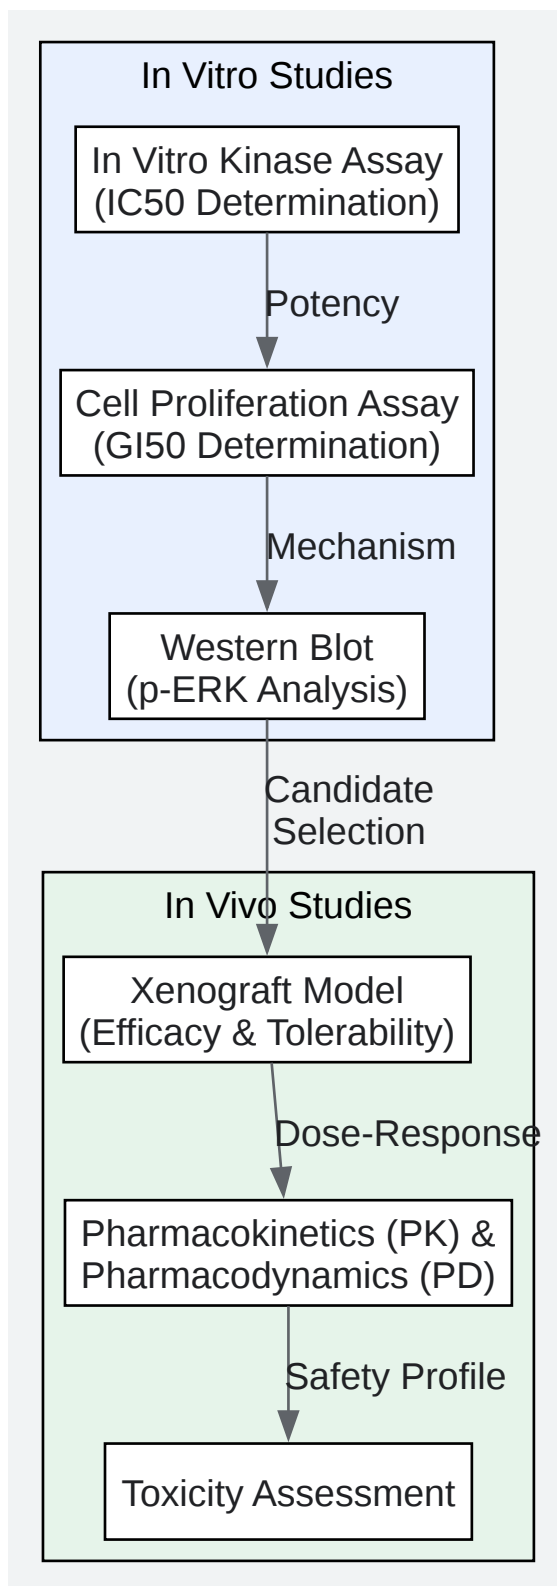 In Vitro Studies
In Vitro Kinase Assay
(IC50 Determination)
Potency
Cell Proliferation Assay
(GI50 Determination)
Mechanism
Western Blot
(p-ERK Analysis)
Candidate
Selection
In Vivo Studies
Xenograft Model
(Efficacy & Tolerability)
Dose-Response
Pharmacokinetics (PK) &
Pharmacodynamics (PD)
Safety Profile
Toxicity Assessment